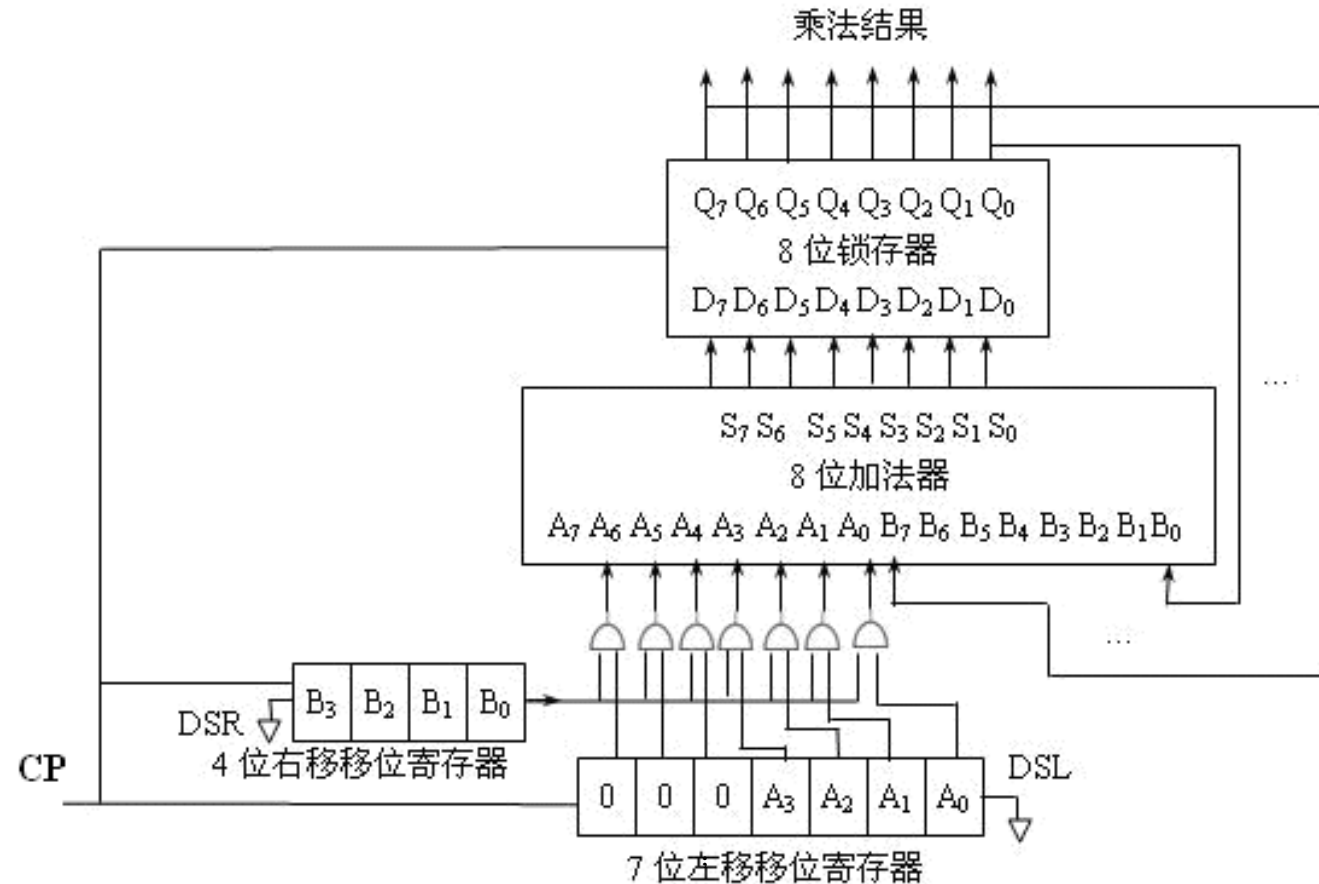 乘法结果
Q₇ Q₆ Q₅ Q₄ Q₃ Q₂ Q₁ Q₀
8 位锁存器
D₇ D₆ D₅ D₄ D₃ D₂ D₁ D₀
...
S₇ S₆ S₅ S₄ S₃ S₂ S₁ S₀
8 位加法器
A₇ A₆ A₅ A₄ A₃ A₂ A₁ A₀ B₇ B₆ B₅ B₄ B₃ B₂ B₁ B₀
...
B₃ B₂ B₁ B₀
DSR
4 位右移移位寄存器
CP
0 0 0 A₃ A₂ A₁ A₀
DSL
7 位左移移位寄存器